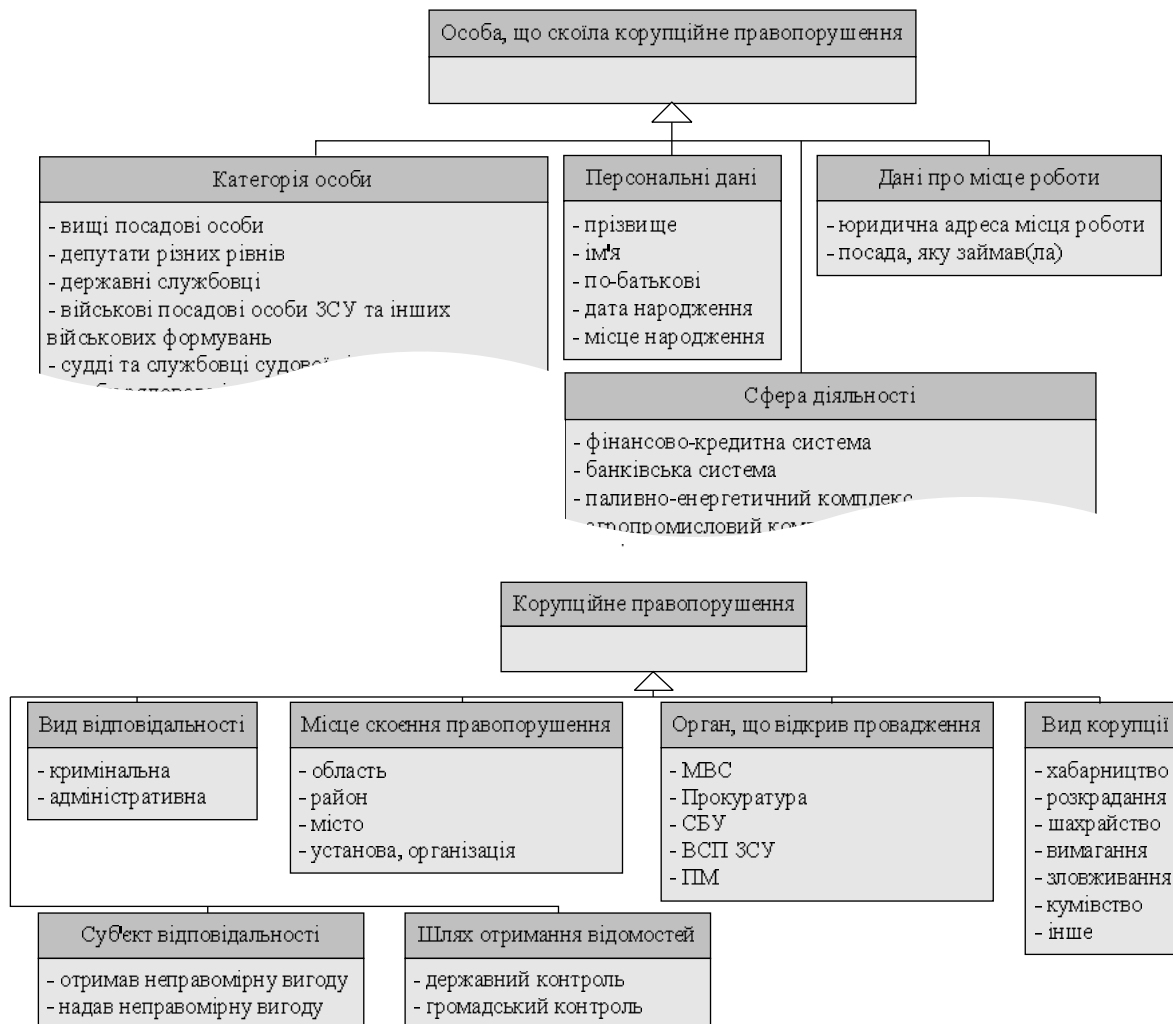 Особа, що скоїла корупційне правопорушення
Категорія особи
- вищі посадові особи
- депутати різних рівнів
- державні службовці
- військові посадові особи ЗСУ та інших
військових формувань
- судді та службовці судової
Персональні дані
- прізвище
- ім'я
- по-батькові
- дата народження
- місце народження
Дані про місце роботи
- юридична адреса місця роботи
- посада, яку займав(ла)
Сфера діяльності
- фінансово-кредитна система
- банківська система
- паливно-енергетичний комплекс
- агропромисловий
Корупційне правопорушення
Вид відповідальності
- кримінальна
- адміністративна
Місце скоєння правопорушення
- область
- район
- місто
- установа, організація
Орган, що відкрив провадження
- МВС
- Прокуратура
- СБУ
- ВСП ЗСУ
- ПМ
Вид корупції
- хабарництво
- розкрадання
- шахрайство
- вимагання
- зловживання
- кумівство
- інше
Суб'єкт відповідальності
- отримав неправомірну вигоду
- надав неправомірну вигоду
Шлях отримання відомостей
- державний контроль
- громадський контроль